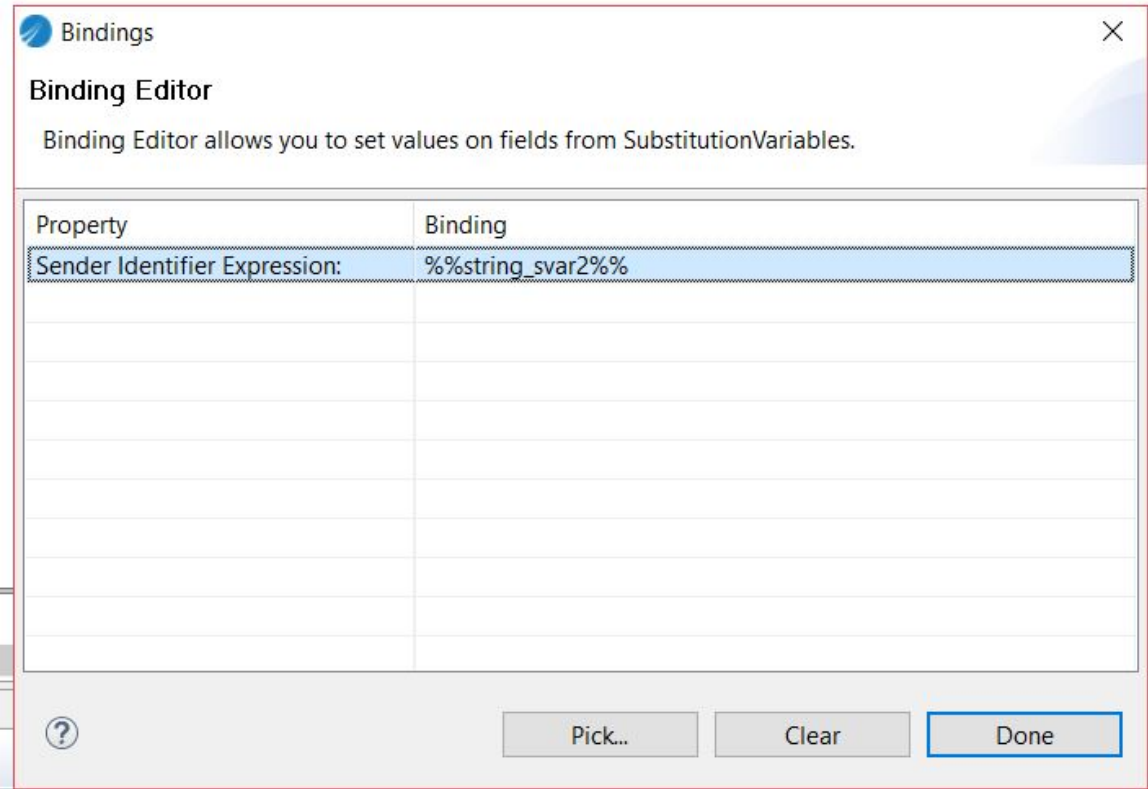 Bindings
Binding Editor
Binding Editor allows you to set values on fields from SubstitutionVariables.
Property Binding
Sender Identifier Expression: %%string_svar2%%
? Pick... Clear Done